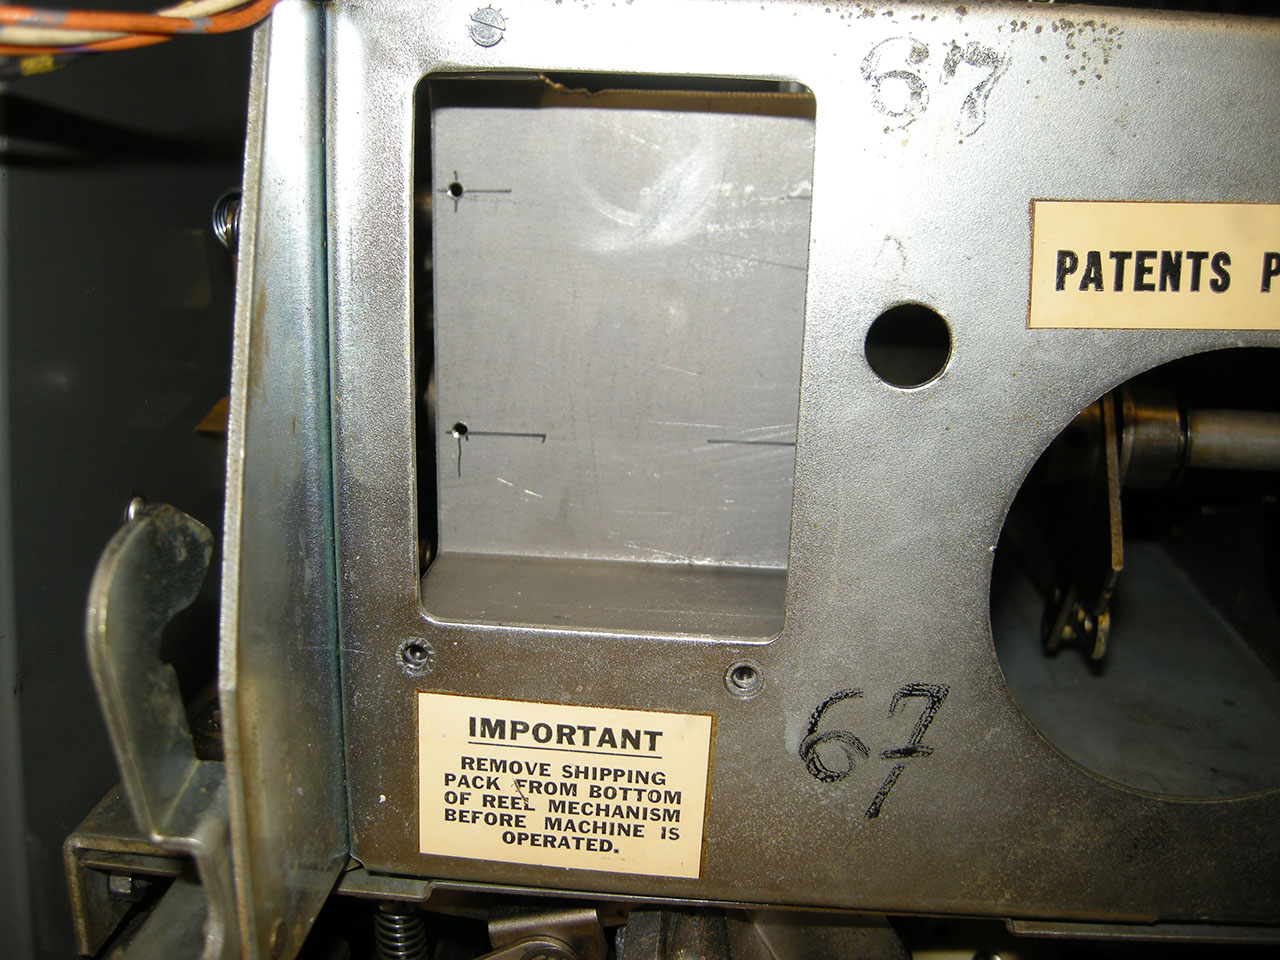 67
PATENTS P
IMPORTANT
REMOVE SHIPPING
PACK FROM BOTTOM
OF REEL MECHANISM
BEFORE MACHINE IS
OPERATED.
67